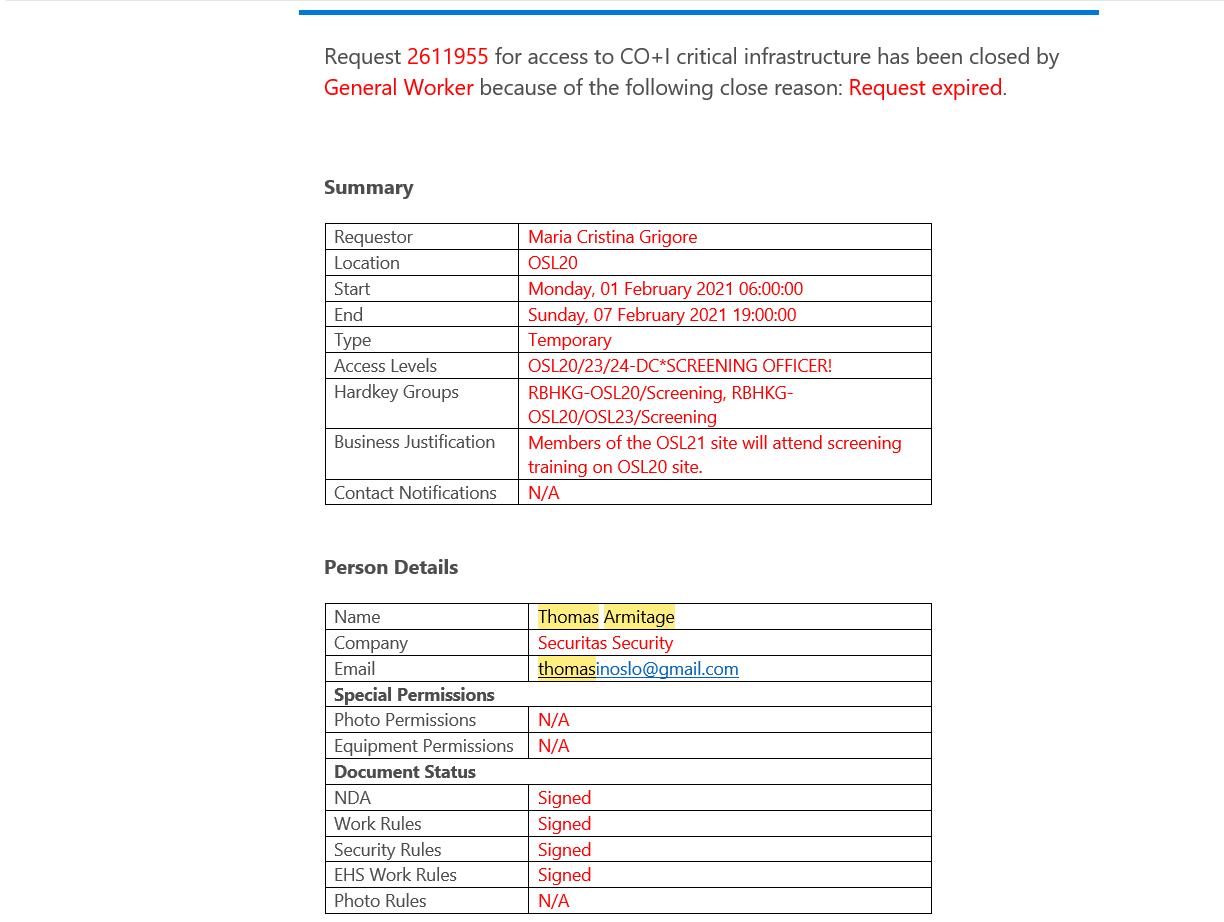 Request 2611955 for access to CO+I critical infrastructure has been closed by
General Worker because of the following close reason: Request expired.
Summary
Requestor Maria Cristina Grigore
Location OSL20
Start Monday, 01 February 2021 06:00:00
End Sunday, 07 February 2021 19:00:00
Type Temporary
Access Levels OSL20/23/24-DC*SCREENING OFFICER!
Hardkey Groups RBHKG-OSL20/Screening, RBHKG-
OSL20/OSL23/Screening
Business Justification Members of the OSL21 site will attend screening
training on OSL20 site.
Contact Notifications N/A
Person Details
Name Thomas Armitage
Company Securitas Security
Email thomasinoslo@gmail.com
Special Permissions
Photo Permissions N/A
Equipment Permissions N/A
Document Status
NDA Signed
Work Rules Signed
Security Rules Signed
EHS Work Rules Signed
Photo Rules N/A